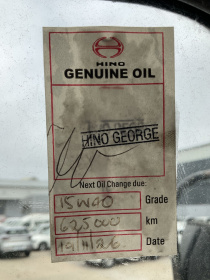 HINO
GENUINE OIL
HINO GEORGE
Next Oil Change due:
15W40 Grade
625000 km
Date